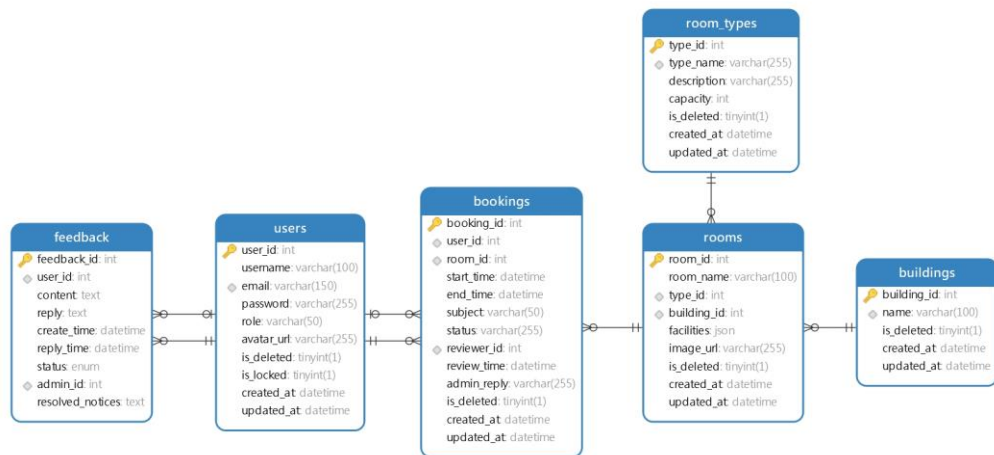 room_types
type_id: int
type_name: varchar(255)
description: varchar(255)
capacity: int
is_deleted: tinyint(1)
created_at: datetime
updated_at: datetime
feedback
feedback_id: int
user_id: int
content: text
reply: text
create_time: datetime
reply_time: datetime
status: enum
admin_id: int
resolved_notices: text
users
user_id: int
username: varchar(100)
email: varchar(150)
password: varchar(255)
role: varchar(50)
avatar_url: varchar(255)
is_deleted: tinyint(1)
is_locked: tinyint(1)
created_at: datetime
updated_at: datetime
bookings
booking_id: int
user_id: int
room_id: int
start_time: datetime
end_time: datetime
subject: varchar(50)
status: varchar(255)
reviewer_id: int
review_time: datetime
admin_reply: varchar(255)
is_deleted: tinyint(1)
created_at: datetime
updated_at: datetime
rooms
room_id: int
room_name: varchar(100)
type_id: int
building_id: int
facilities: json
image_url: varchar(255)
is_deleted: tinyint(1)
created_at: datetime
updated_at: datetime
buildings
building_id: int
name: varchar(100)
is_deleted: tinyint(1)
created_at: datetime
updated_at: datetime